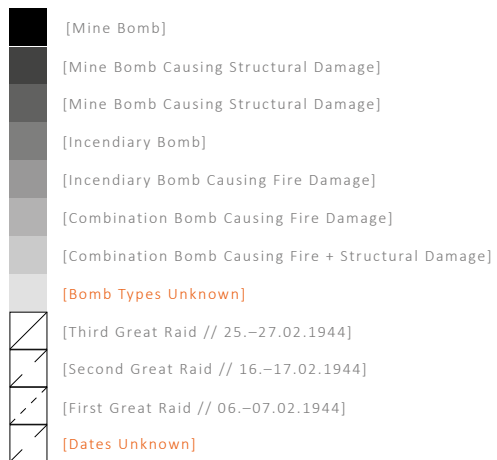 [Mine Bomb]
[Mine Bomb Causing Structural Damage]
[Mine Bomb Causing Structural Damage]
[Incendiary Bomb]
[Incendiary Bomb Causing Fire Damage]
[Combination Bomb Causing Fire Damage]
[Combination Bomb Causing Fire + Structural Damage]
[Bomb Types Unknown]
[Third Great Raid // 25.–27.02.1944]
[Second Great Raid // 16.–17.02.1944]
[First Great Raid // 06.–07.02.1944]
[Dates Unknown]